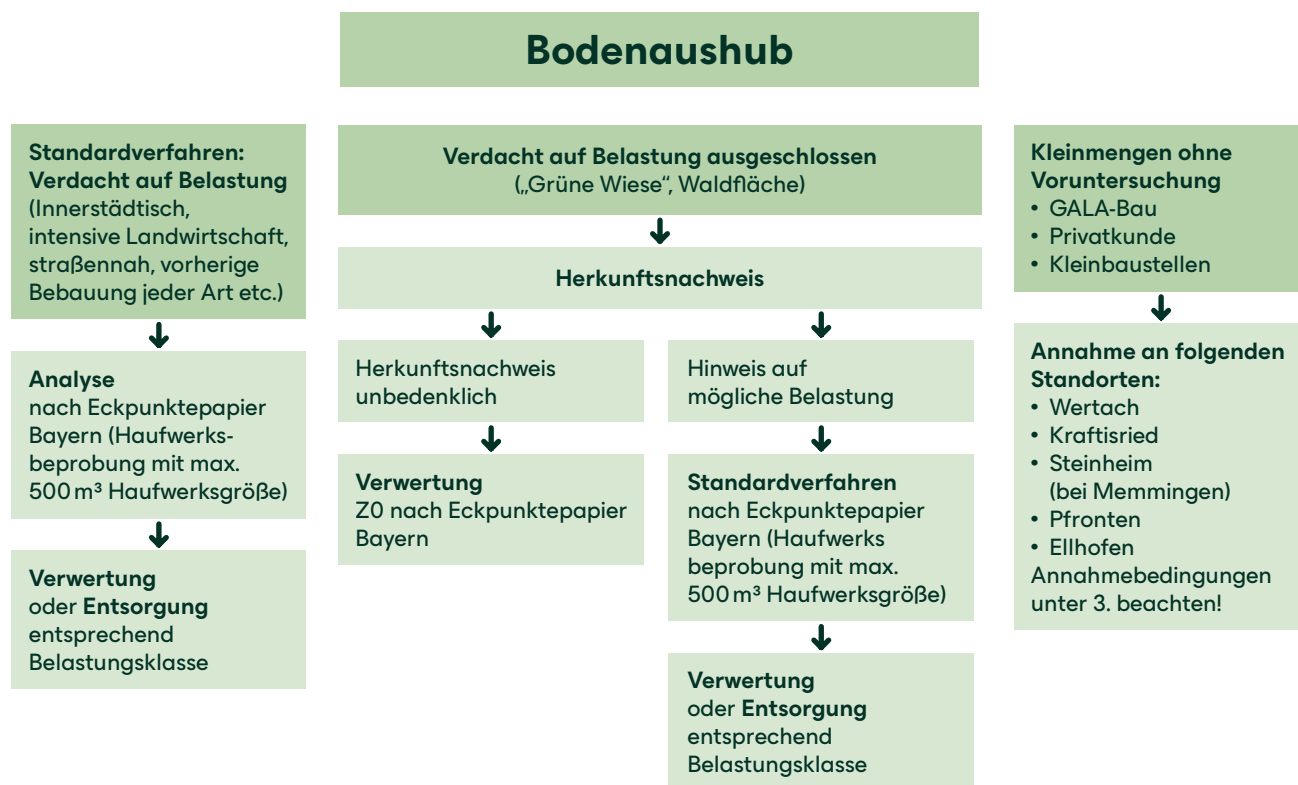 Bodenaushub
Standardverfahren:
Verdacht auf Belastung
(Innerstädtisch,
intensive Landwirtschaft,
straßennah, vorherige
Bebauung jeder Art etc.)
Analyse
nach Eckpunktepapier
Bayern (Haufwerks-
beprobung mit max.
500 m³ Haufwerksgröße)
Verwertung
oder Entsorgung
entsprechend
Belastungsklasse
Verdacht auf Belastung ausgeschlossen
(„Grüne Wiese“, Waldfläche)
Herkunftsnachweis
Herkunftsnachweis
unbedenklich
Verwertung
Z0 nach Eckpunktepapier
Bayern
Hinweis auf
mögliche Belastung
Standardverfahren
nach Eckpunktepapier
Bayern (Haufwerks
beprobung mit max.
500 m³ Haufwerksgröße)
Verwertung
oder Entsorgung
entsprechend
Belastungsklasse
Kleinmengen ohne
Voruntersuchung
• GALA-Bau
• Privatkunde
• Kleinbaustellen
Annahme an folgenden
Standorten:
• Wertach
• Kraftisried
• Steinheim
(bei Memmingen)
• Pfronten
• Ellhofen
Annahmebedingungen
unter 3. beachten!